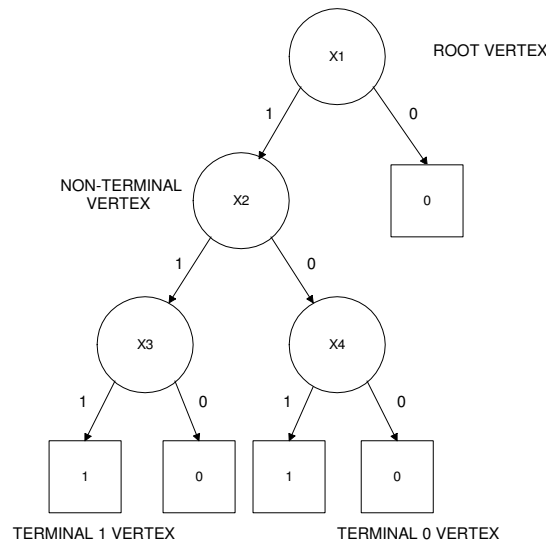 X1
ROOT VERTEX
1
0
NON-TERMINAL
VERTEX
X2
0
1
0
X3
X4
1
0
1
0
1
0
1
0
TERMINAL 1 VERTEX
TERMINAL 0 VERTEX